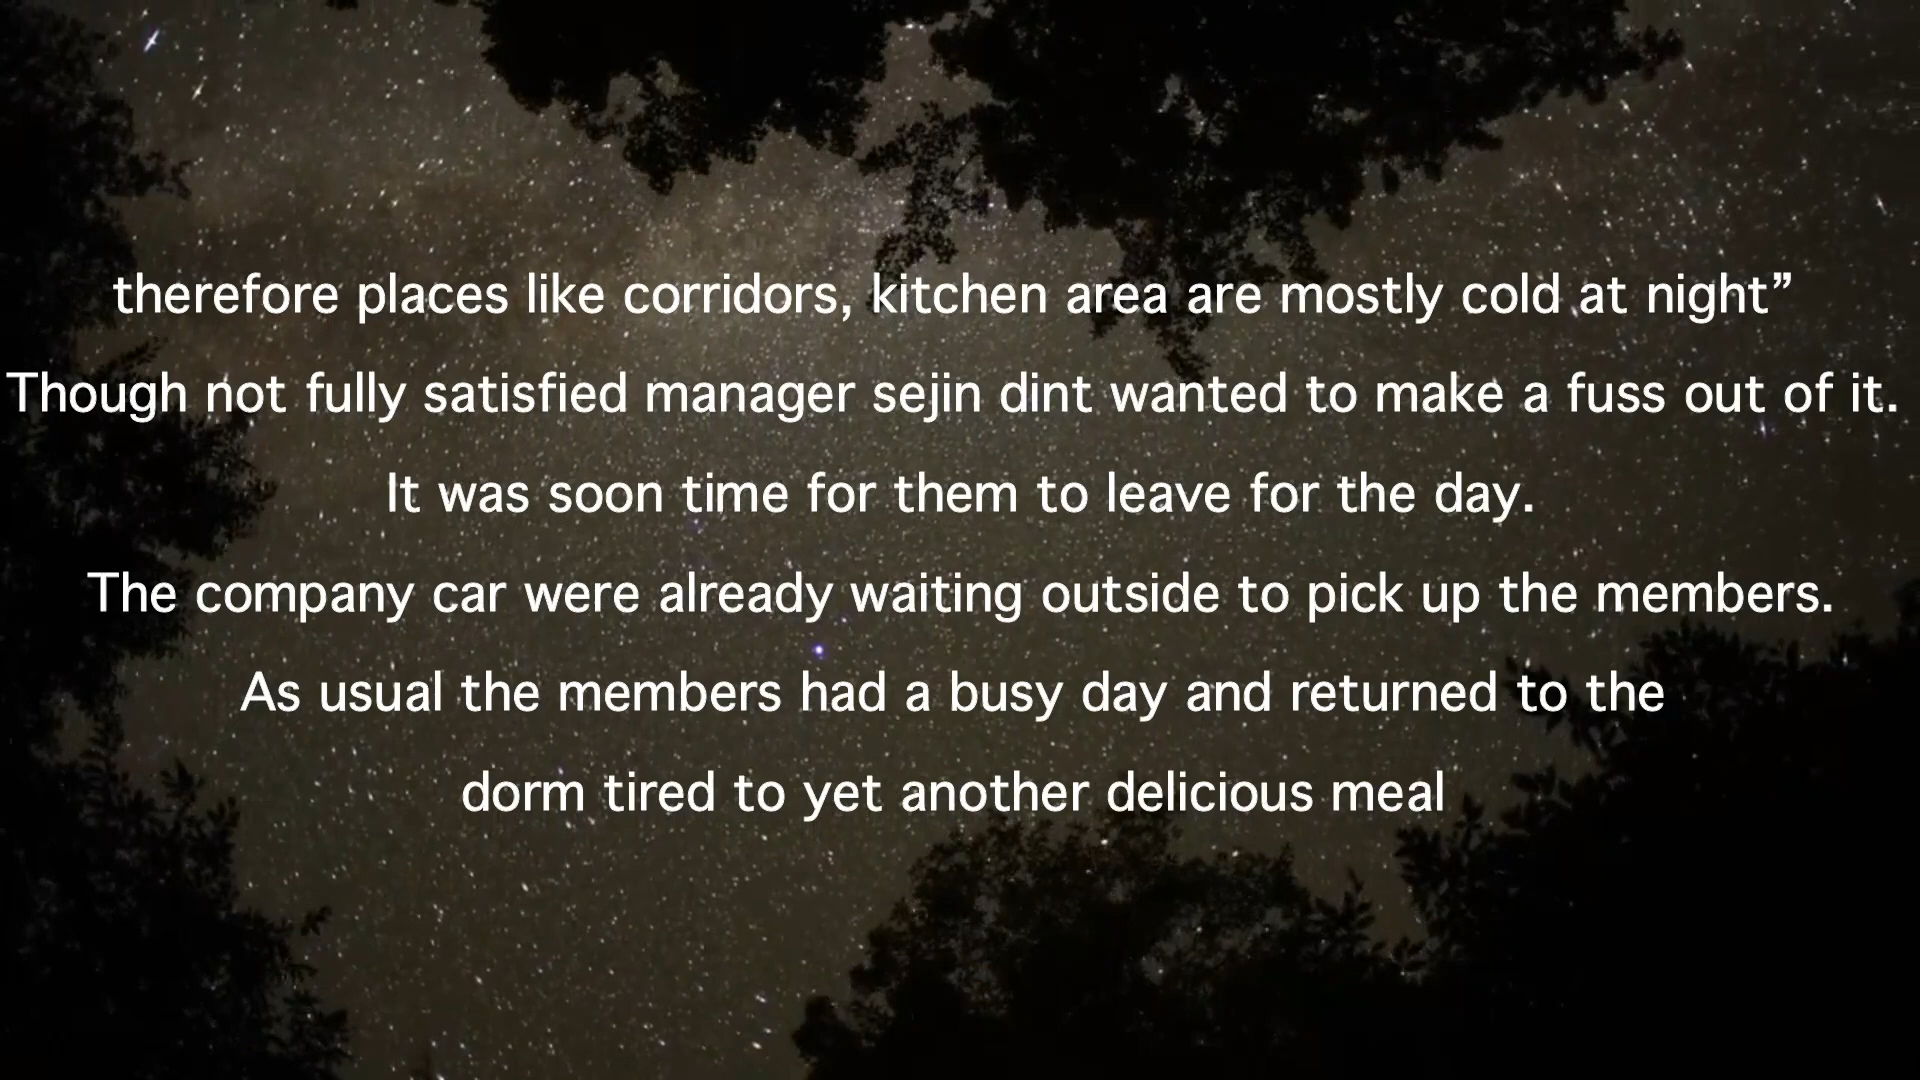 therefore places like corridors, kitchen area are mostly cold at night”
Though not fully satisfied manager sejin dint wanted to make a fuss out of it.
It was soon time for them to leave for the day.
The company car were already waiting outside to pick up the members.
As usual the members had a busy day and returned to the
dorm tired to yet another delicious meal